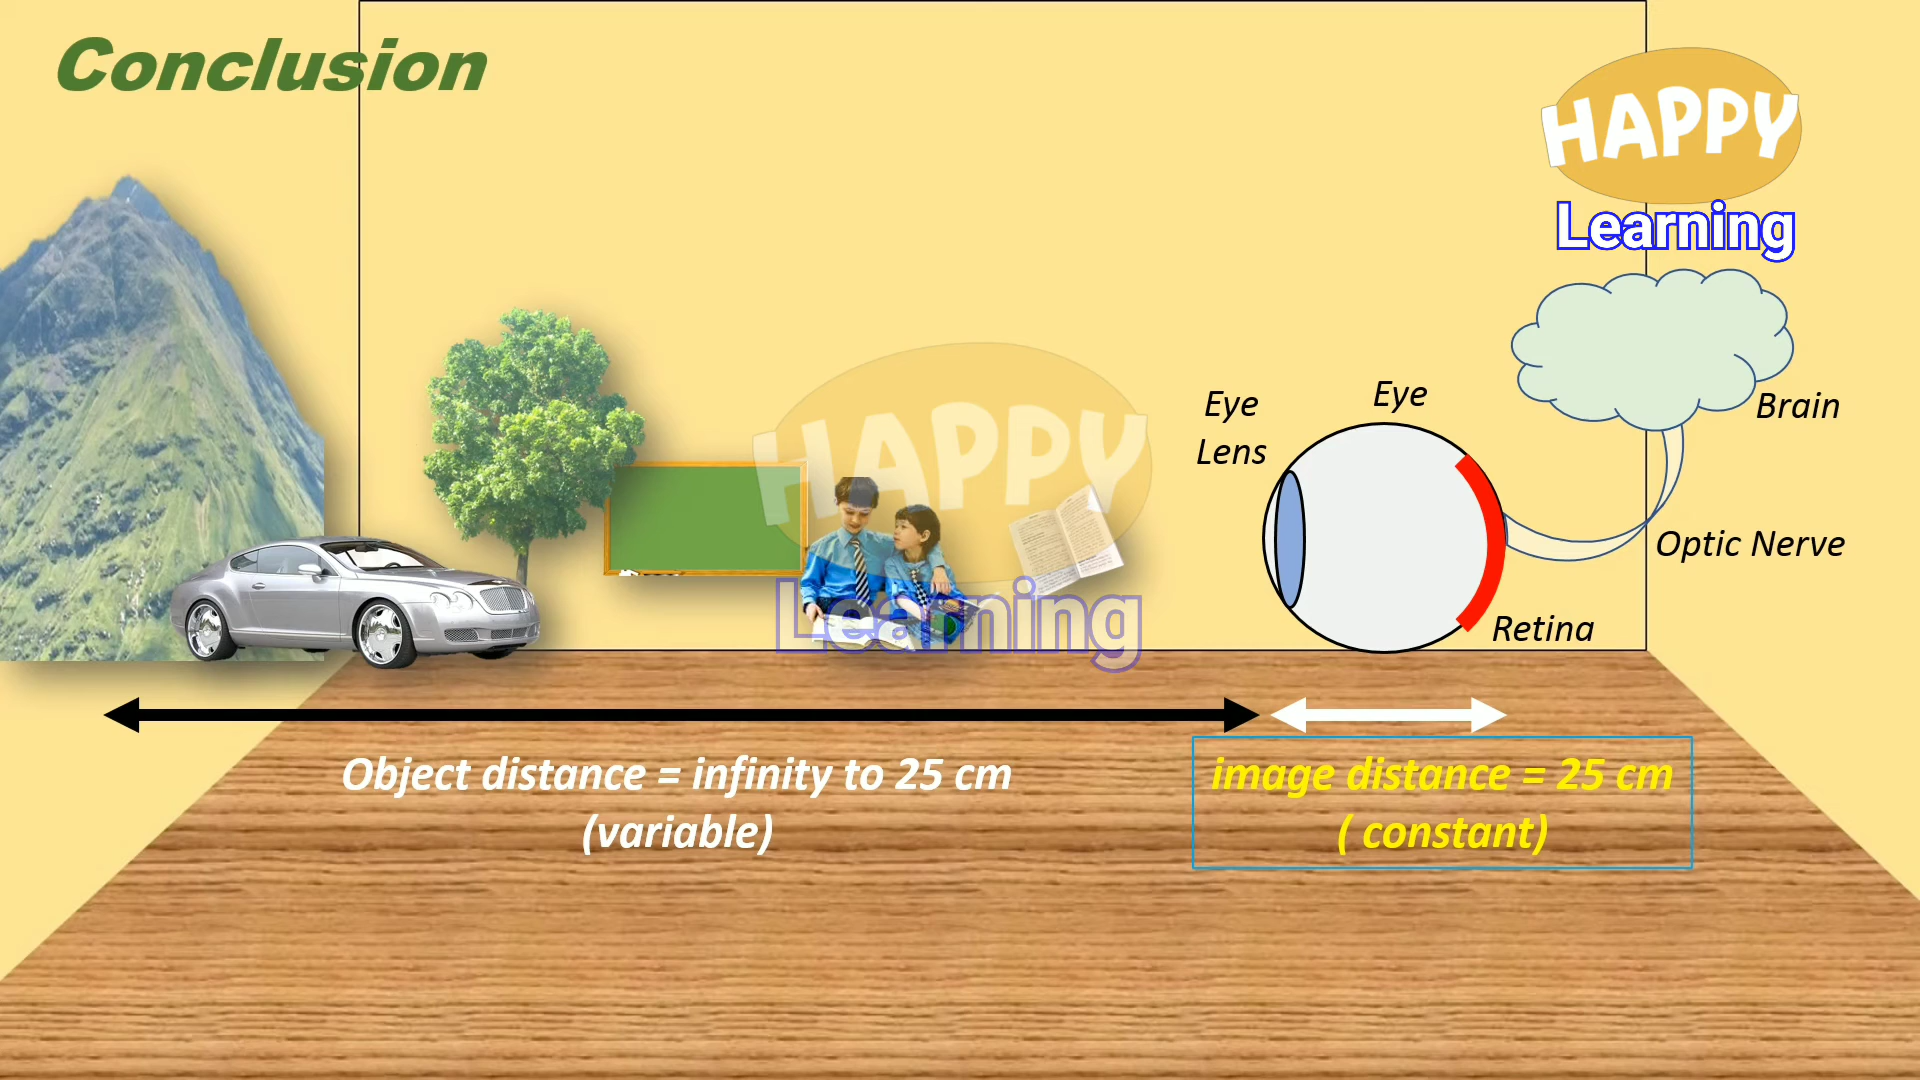 Conclusion
HAPPY
Learning
HAPPY
Learning
Eye
Lens
Eye
Brain
Optic Nerve
Retina
Object distance = infinity to 25 cm
(variable)
image distance = 25 cm
( constant)